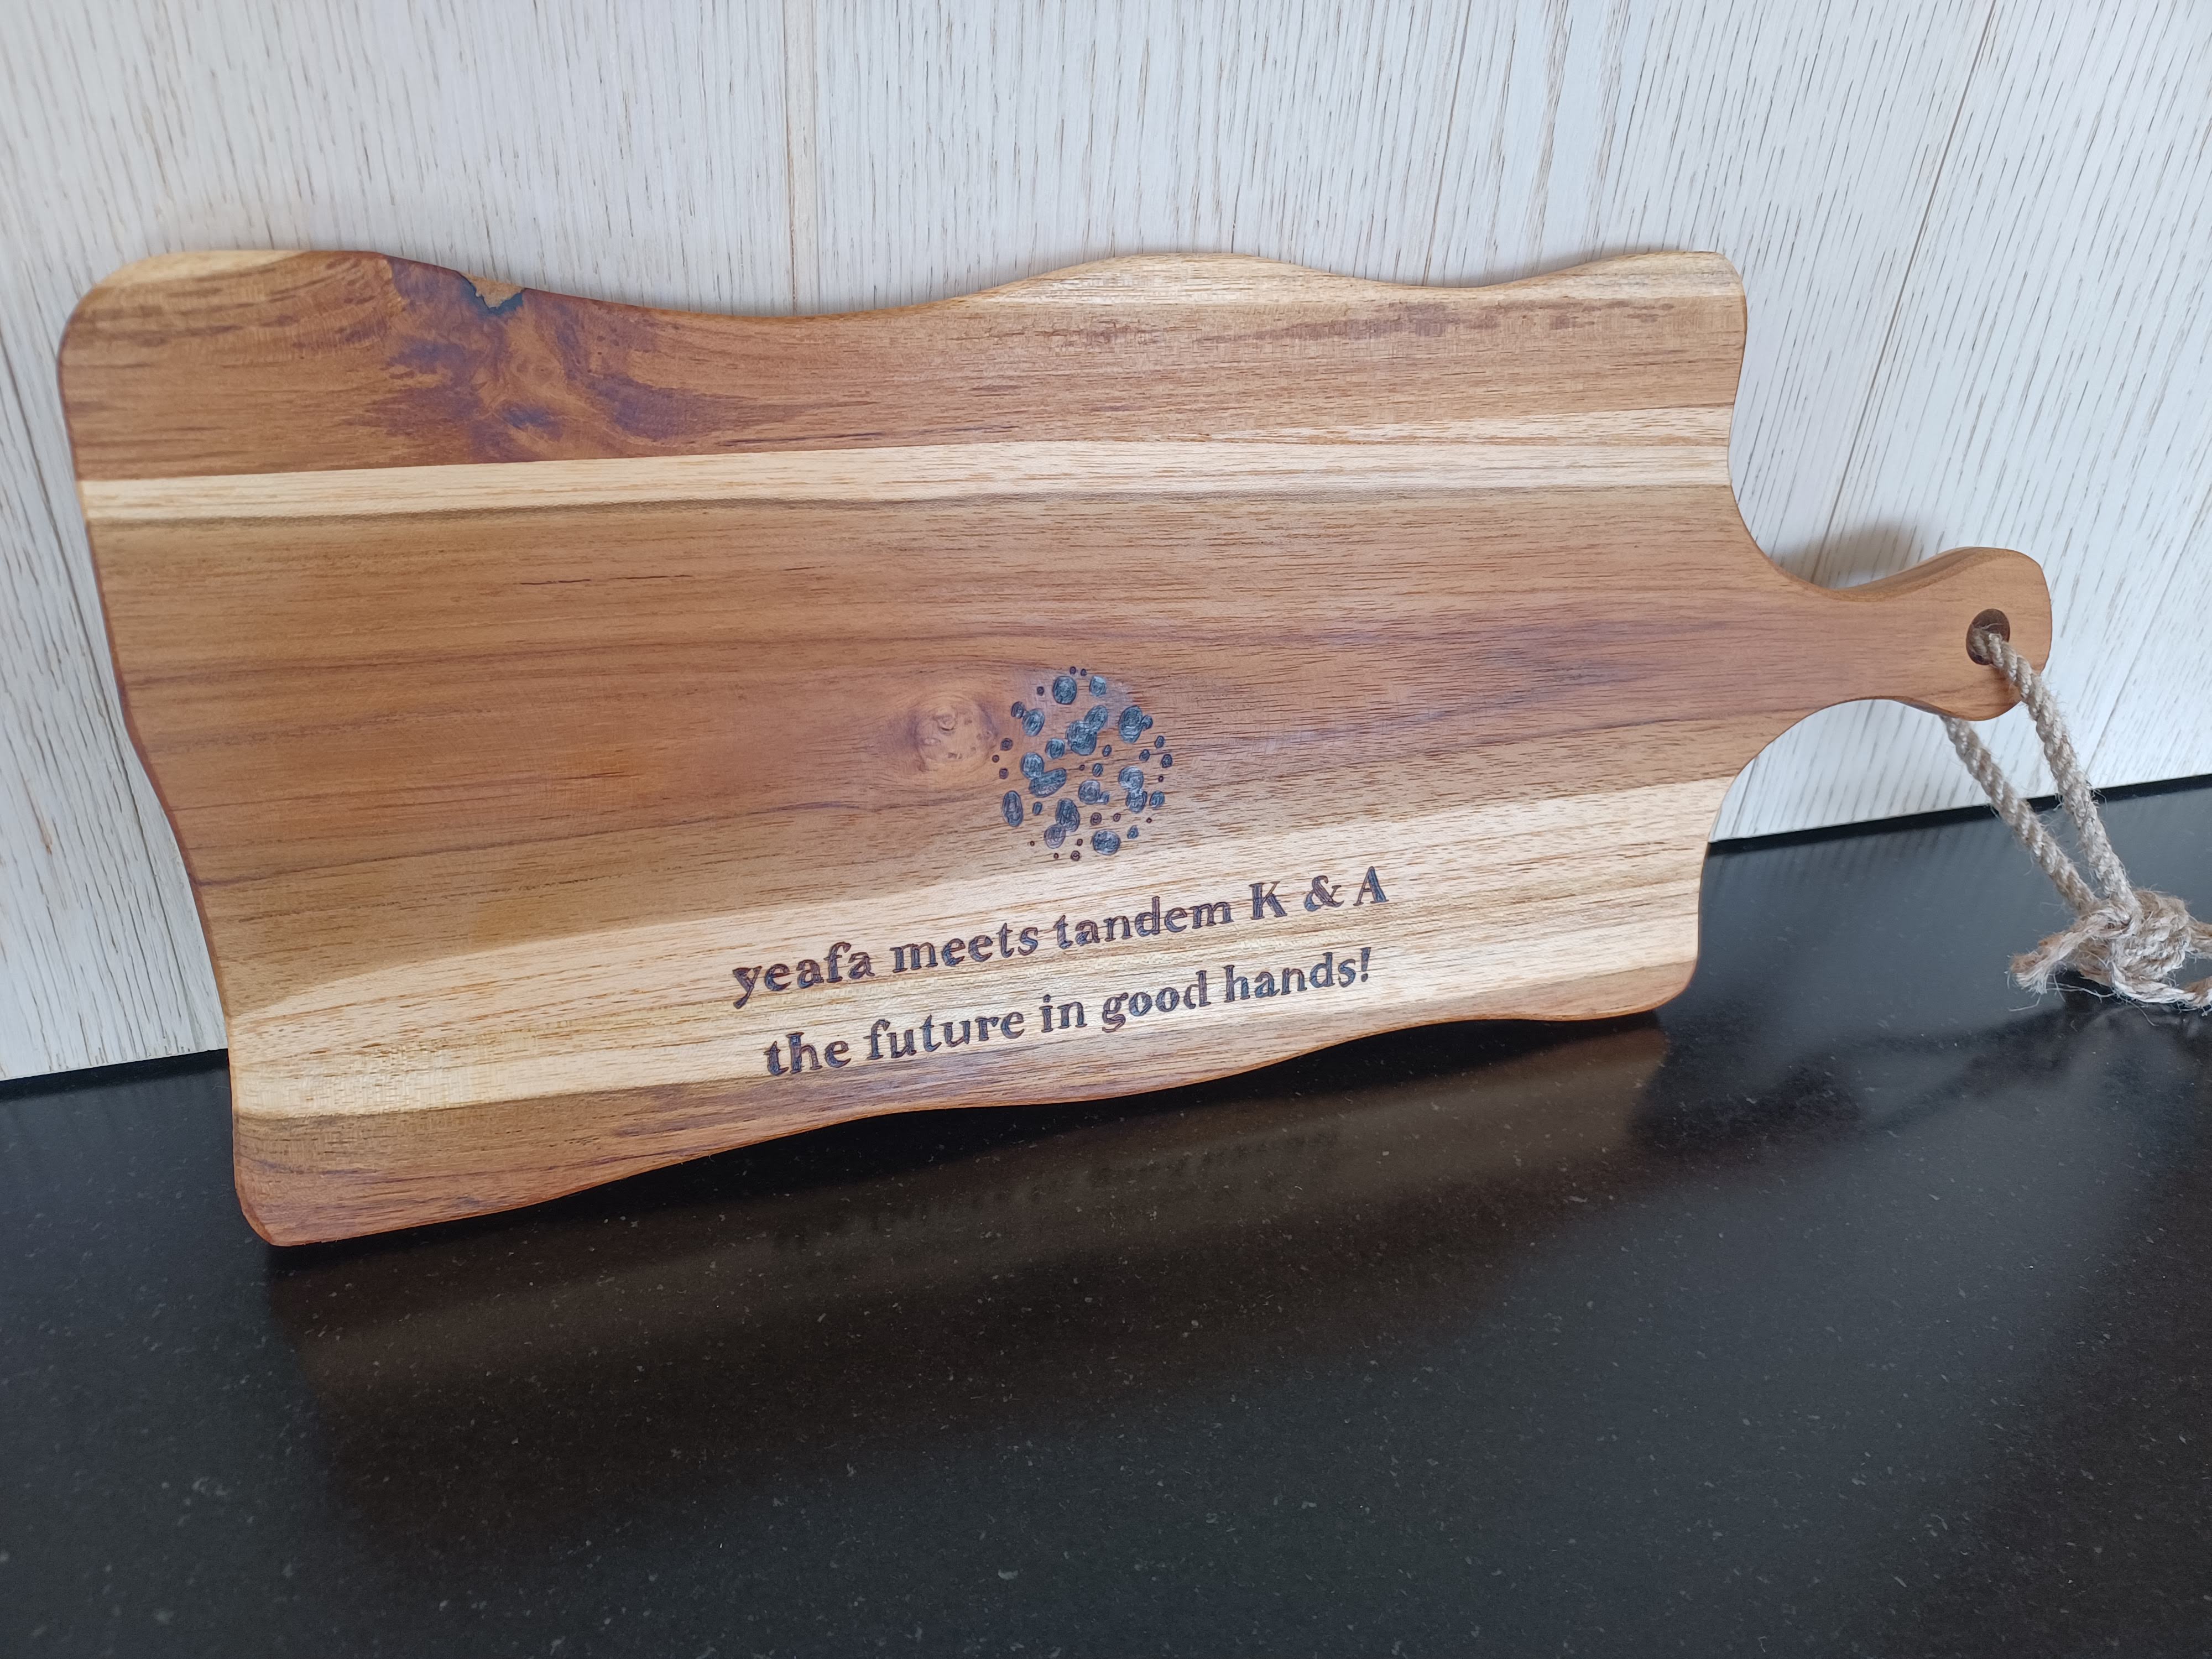 yeafa meets tandem K & A
the future in good hands!